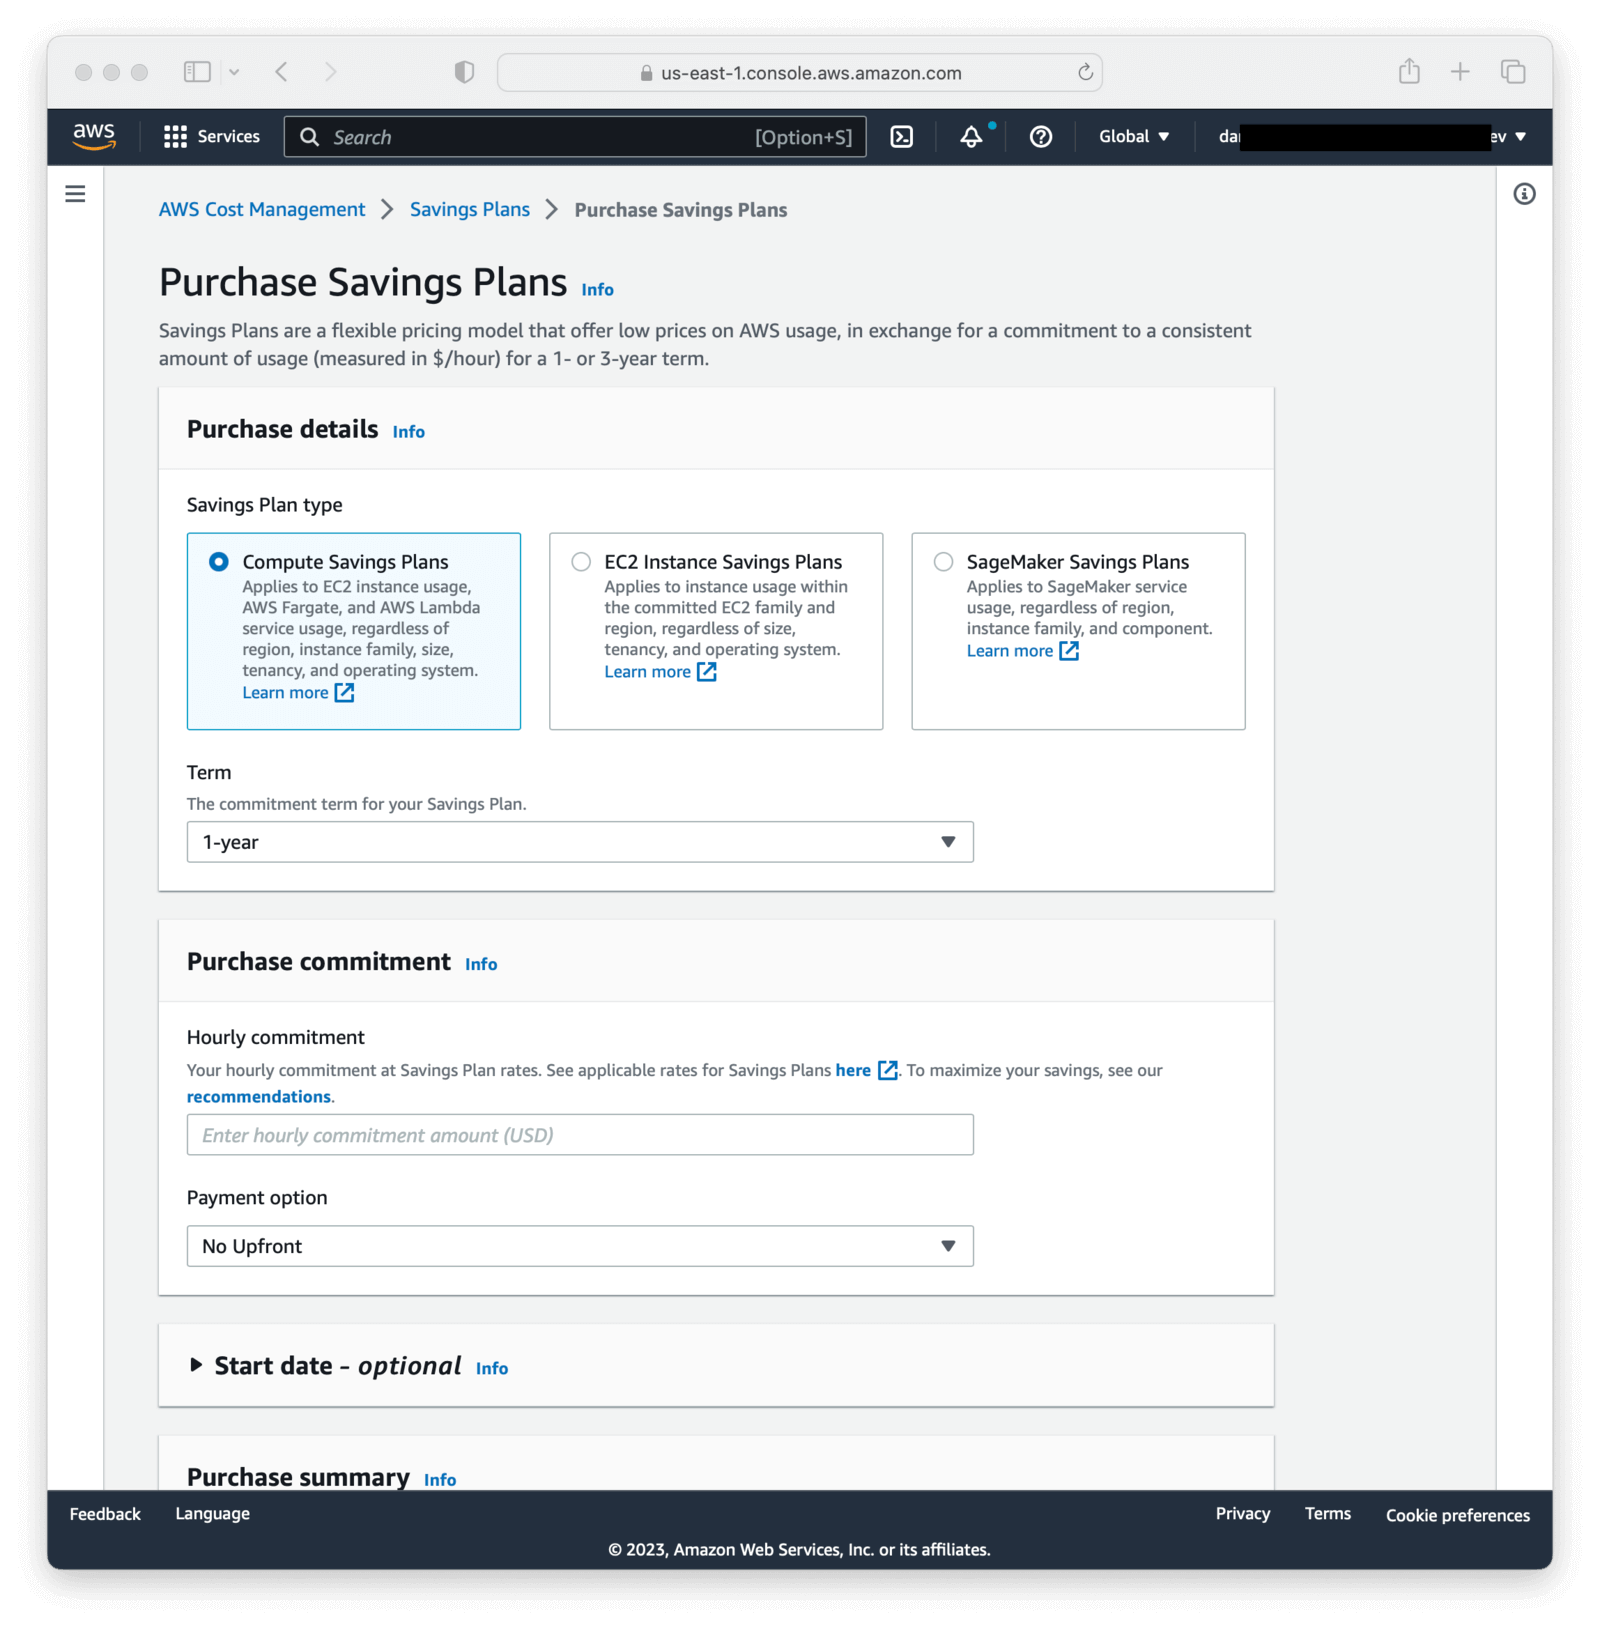 us-east-1.console.aws.amazon.com
aws
Services
Search
[Option+S]
Global
dar
ev
AWS Cost Management
Savings Plans
Purchase Savings Plans
Purchase Savings Plans Info
Savings Plans are a flexible pricing model that offer low prices on AWS usage, in exchange for a commitment to a consistent
amount of usage (measured in $/hour) for a 1- or 3-year term.
Purchase details Info
Savings Plan type
Compute Savings Plans
Applies to EC2 instance usage,
AWS Fargate, and AWS Lambda
service usage, regardless of
region, instance family, size,
tenancy, and operating system.
Learn more
EC2 Instance Savings Plans
Applies to instance usage within
the committed EC2 family and
region, regardless of size,
tenancy, and operating system.
Learn more
SageMaker Savings Plans
Applies to SageMaker service
usage, regardless of region,
instance family, and component.
Learn more
Term
The commitment term for your Savings Plan.
1-year
Purchase commitment Info
Hourly commitment
Your hourly commitment at Savings Plan rates. See applicable rates for Savings Plans here. To maximize your savings, see our
recommendations.
Enter hourly commitment amount (USD)
Payment option
No Upfront
Start date - optional Info
Purchase summary Info
Feedback
Language
Privacy
Terms
Cookie preferences
© 2023, Amazon Web Services, Inc. or its affiliates.